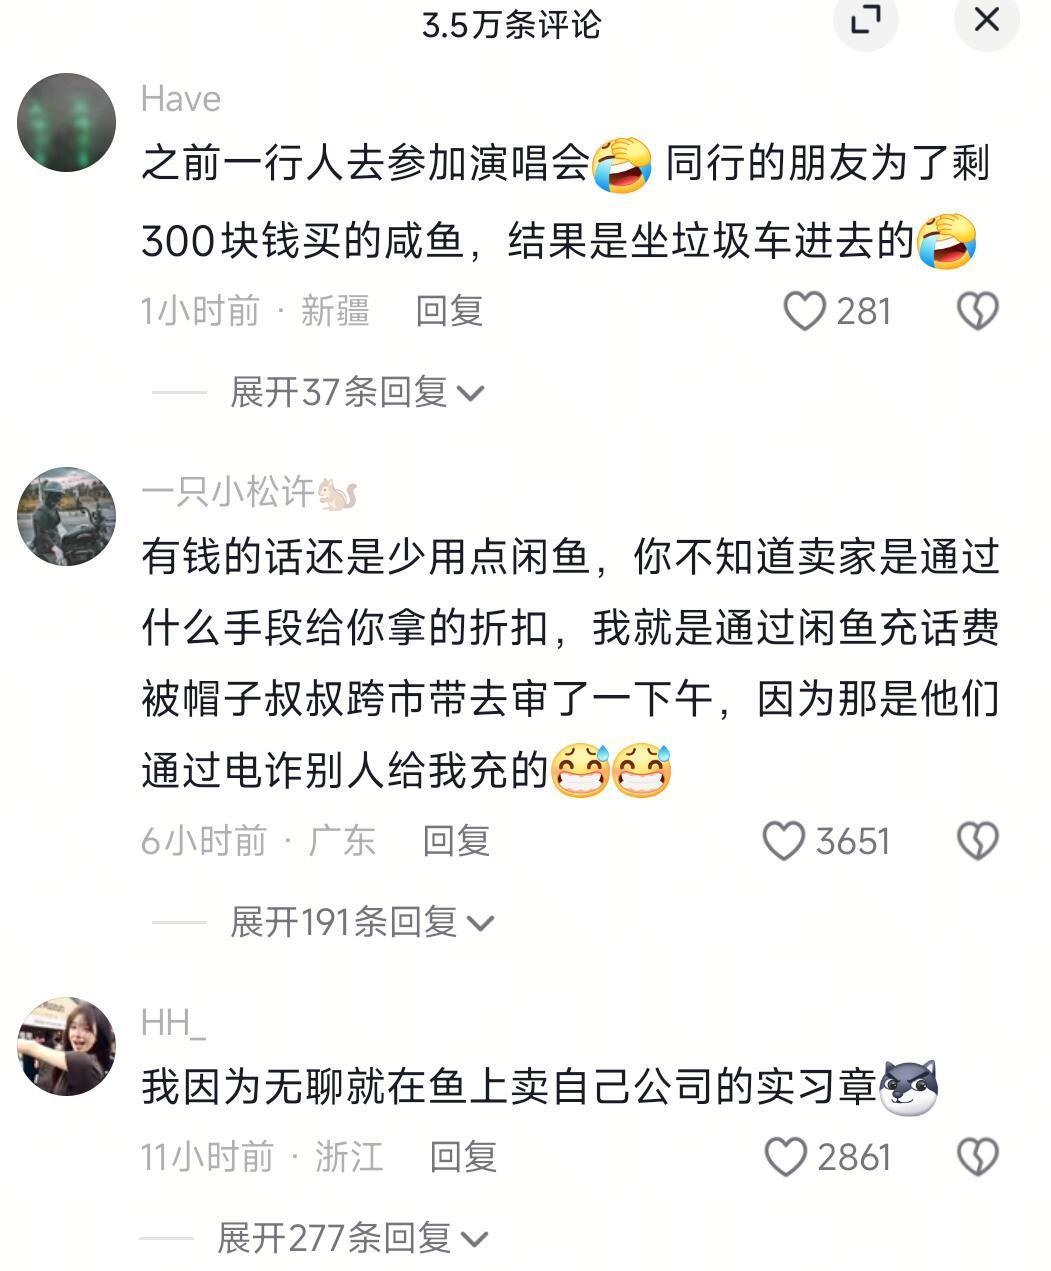 3.5万条评论
Have
之前一行人去参加演唱会🤣 同行的朋友为了剩
300块钱买的咸鱼，结果是坐垃圾车进去的🤣
1小时前 · 新疆 回复 281
展开37条回复
一只小松许🐿️
有钱的话还是少用点闲鱼，你不知道卖家是通过
什么手段给你拿的折扣，我就是通过闲鱼充话费
被帽子叔叔跨市带去审了一下午，因为那是他们
通过电诈别人给我充的😅😅
6小时前 · 广东 回复 3651
展开191条回复
HH_
我因为无聊就在鱼上卖自己公司的实习章
11小时前 · 浙江 回复 2861
展开277条回复